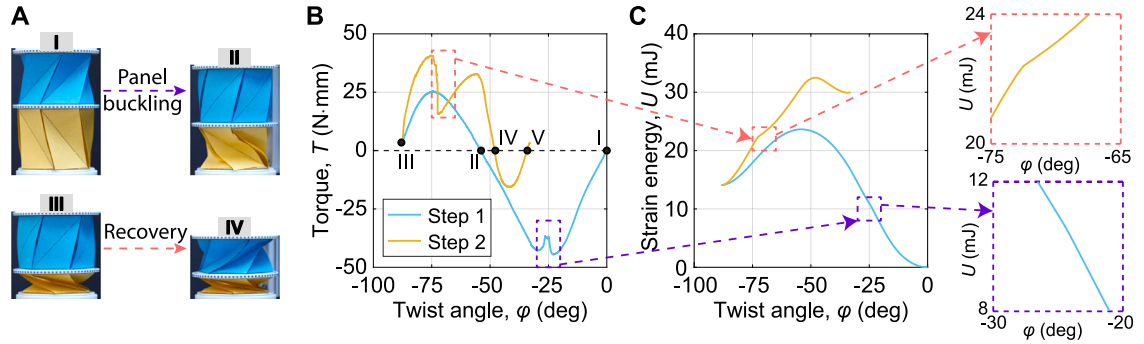 A
I
Panel
buckling
II
III
Recovery
IV
B
50
25
0
-25
-50
Torque, T (N·mm)
III
II
IV
V
I
Step 1
Step 2
-100
-75
-50
-25
0
Twist angle, φ (deg)
C
40
30
20
10
0
Strain energy, U (mJ)
-100
-75
-50
-25
0
Twist angle, φ (deg)
24
U (mJ)
20
-75
φ (deg)
-65
12
U (mJ)
8
-30
φ (deg)
-20